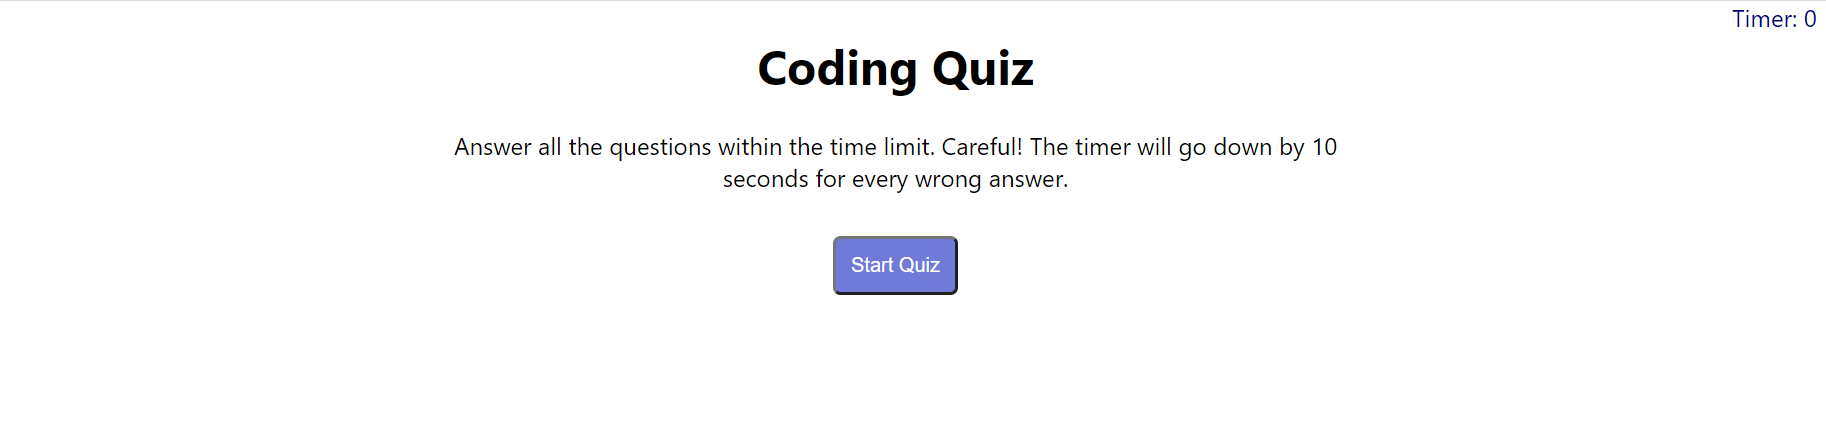 Timer: 0
Coding Quiz
Answer all the questions within the time limit. Careful! The timer will go down by 10
seconds for every wrong answer.
Start Quiz